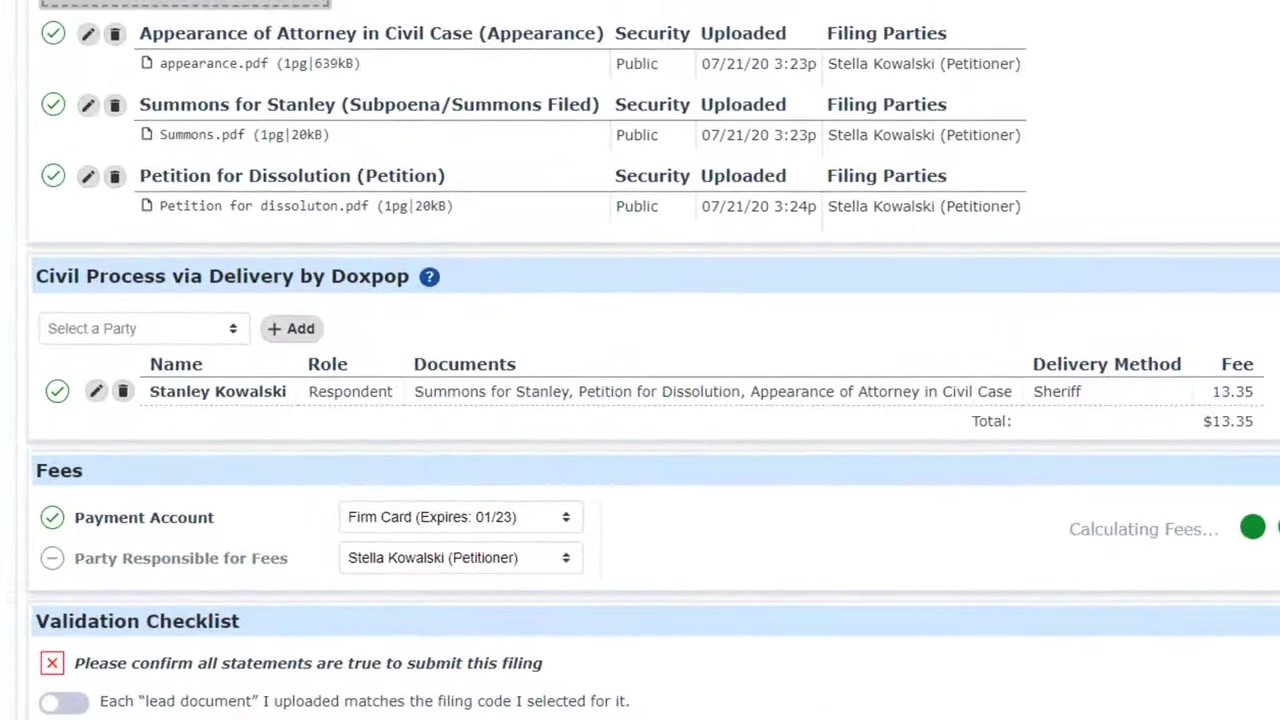 Appearance of Attorney in Civil Case (Appearance) Security Uploaded Filing Parties
appearance.pdf (1pg|639kB) Public 07/21/20 3:23p Stella Kowalski (Petitioner)
Summons for Stanley (Subpoena/Summons Filed) Security Uploaded Filing Parties
Summons.pdf (1pg|20kB) Public 07/21/20 3:23p Stella Kowalski (Petitioner)
Petition for Dissolution (Petition) Security Uploaded Filing Parties
Petition for dissoluton.pdf (1pg|20kB) Public 07/21/20 3:24p Stella Kowalski (Petitioner)
Civil Process via Delivery by Doxpop ?
Select a Party + Add
Name Role Documents Delivery Method Fee
Stanley Kowalski Respondent Summons for Stanley, Petition for Dissolution, Appearance of Attorney in Civil Case Sheriff 13.35
Total: $13.35
Fees
Payment Account Firm Card (Expires: 01/23)
Calculating Fees...
Party Responsible for Fees Stella Kowalski (Petitioner)
Validation Checklist
Please confirm all statements are true to submit this filing
Each “lead document” I uploaded matches the filing code I selected for it.